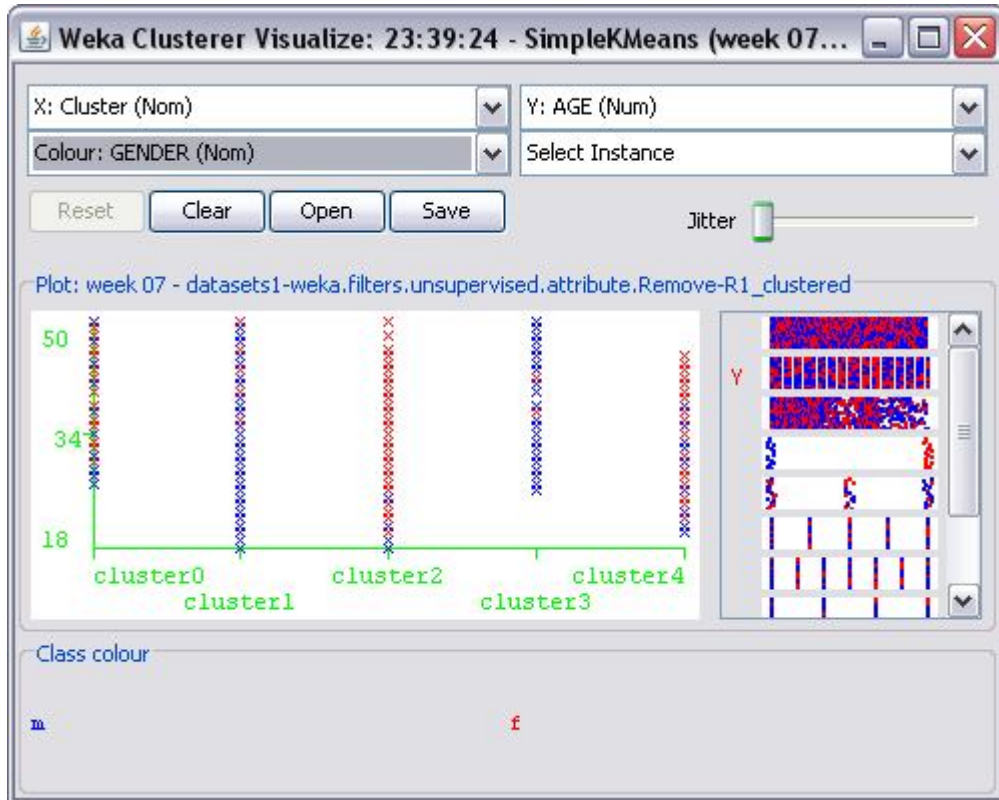 Weka Clusterer Visualize: 23:39:24 - SimpleKMeans (week 07...
X: Cluster (Nom)
Y: AGE (Num)
Colour: GENDER (Nom)
Select Instance
Reset
Clear
Open
Save
Jitter
Plot: week 07 - datasets1-weka.filters.unsupervised.attribute.Remove-R1_clustered
50
34
18
cluster0
cluster1
cluster2
cluster3
cluster4
Y
Class colour
m
f